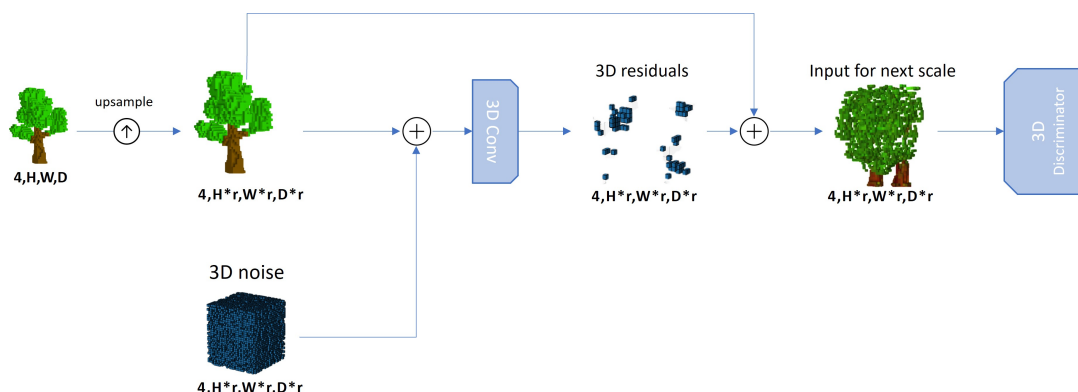 upsample
4,H,W,D
4,H*r,W*r,D*r
3D noise
4,H*r,W*r,D*r
3D Conv
3D residuals
4,H*r,W*r,D*r
Input for next scale
4,H*r,W*r,D*r
3D
Discriminator